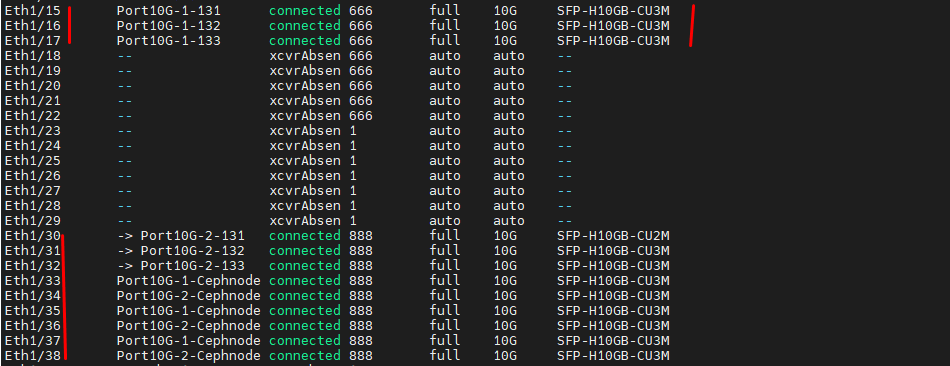 Eth1/15 Port10G-1-131 connected 666 full 10G SFP-H10GB-CU3M
Eth1/16 Port10G-1-132 connected 666 full 10G SFP-H10GB-CU3M
Eth1/17 Port10G-1-133 connected 666 full 10G SFP-H10GB-CU3M
Eth1/18 -- xcvrAbsen 666 auto auto --
Eth1/19 -- xcvrAbsen 666 auto auto --
Eth1/20 -- xcvrAbsen 666 auto auto --
Eth1/21 -- xcvrAbsen 666 auto auto --
Eth1/22 -- xcvrAbsen 666 auto auto --
Eth1/23 -- xcvrAbsen 1 auto auto --
Eth1/24 -- xcvrAbsen 1 auto auto --
Eth1/25 -- xcvrAbsen 1 auto auto --
Eth1/26 -- xcvrAbsen 1 auto auto --
Eth1/27 -- xcvrAbsen 1 auto auto --
Eth1/28 -- xcvrAbsen 1 auto auto --
Eth1/29 -- xcvrAbsen 1 auto auto --
Eth1/30 -> Port10G-2-131 connected 888 full 10G SFP-H10GB-CU2M
Eth1/31 -> Port10G-2-132 connected 888 full 10G SFP-H10GB-CU3M
Eth1/32 -> Port10G-2-133 connected 888 full 10G SFP-H10GB-CU3M
Eth1/33 Port10G-1-Cephnode connected 888 full 10G SFP-H10GB-CU3M
Eth1/34 Port10G-2-Cephnode connected 888 full 10G SFP-H10GB-CU3M
Eth1/35 Port10G-1-Cephnode connected 888 full 10G SFP-H10GB-CU3M
Eth1/36 Port10G-2-Cephnode connected 888 full 10G SFP-H10GB-CU3M
Eth1/37 Port10G-1-Cephnode connected 888 full 10G SFP-H10GB-CU3M
Eth1/38 Port10G-2-Cephnode connected 888 full 10G SFP-H10GB-CU3M